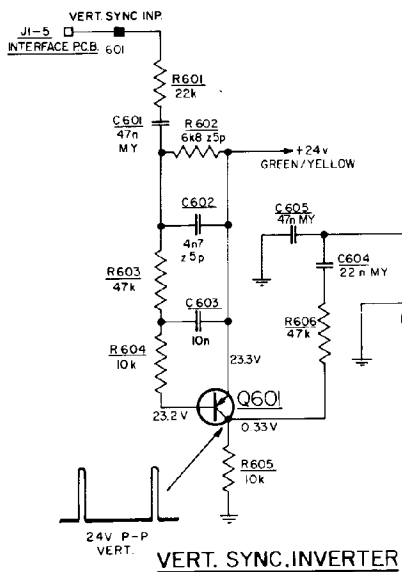 VERT. SYNC INP.
J1-5
INTERFACE P.C.B. 601
R601
22k
C601
47n
MY
R602
6k8 z5p
+24v
GREEN/YELLOW
C602
4n7
z5p
C605
47n MY
C604
22n MY
R603
47k
C603
10n
R606
47k
R604
10k
23.3V
Q601
23.2V
0.33V
R605
10k
24V P-P
VERT.
VERT. SYNC. INVERTER